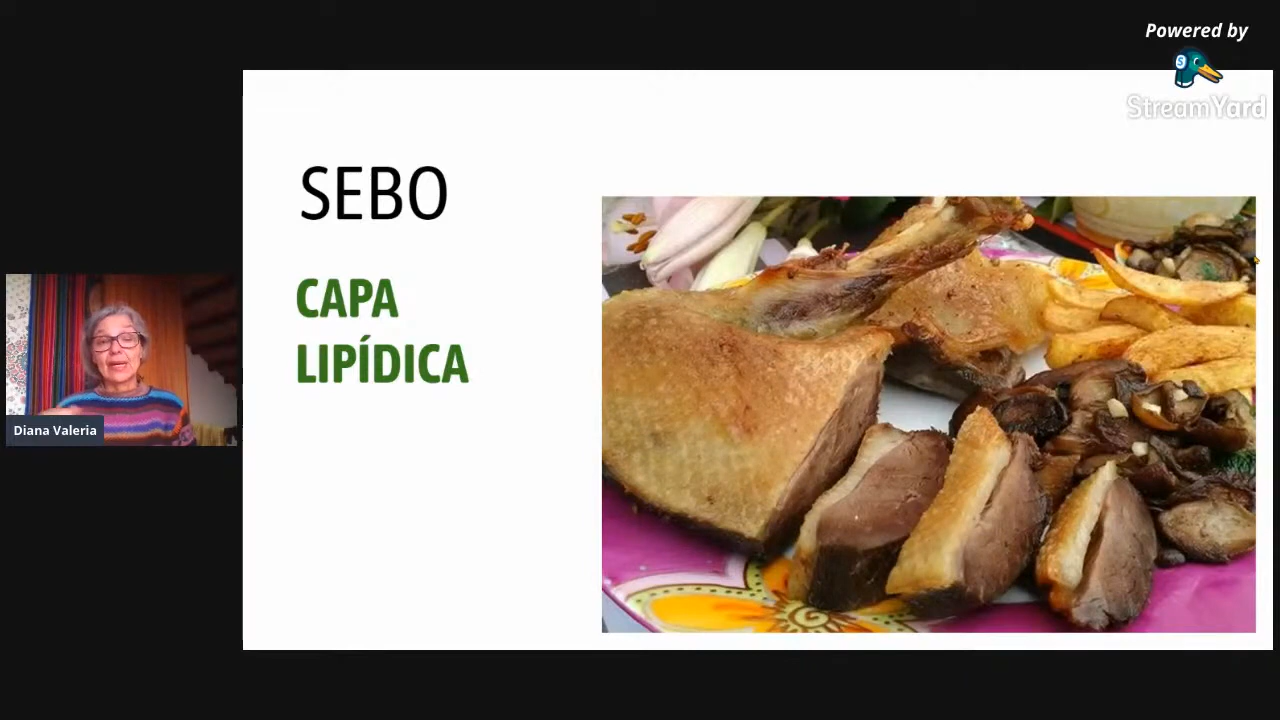 Powered by
StreamYard
SEBO
CAPA
LIPÍDICA
Diana Valeria